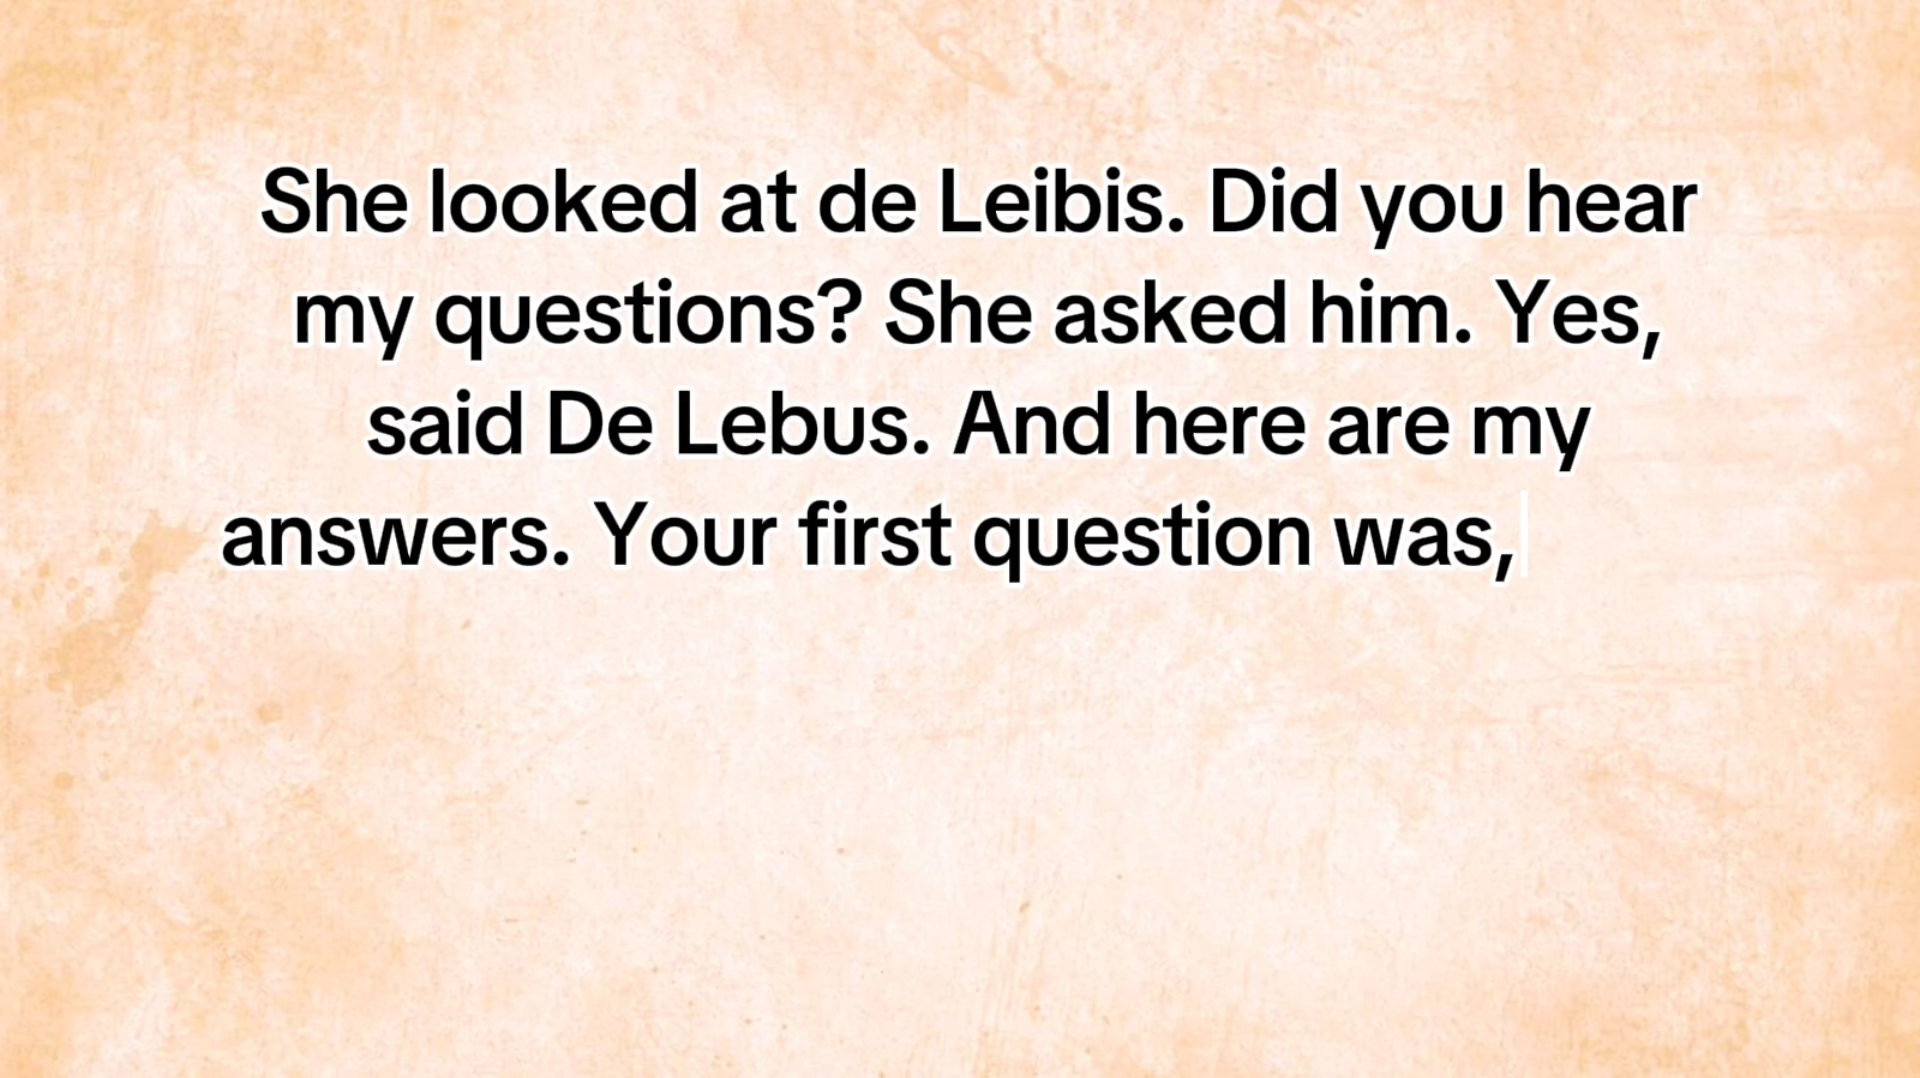 She looked at de Leibis. Did you hear
my questions? She asked him. Yes,
said De Lebus. And here are my
answers. Your first question was,